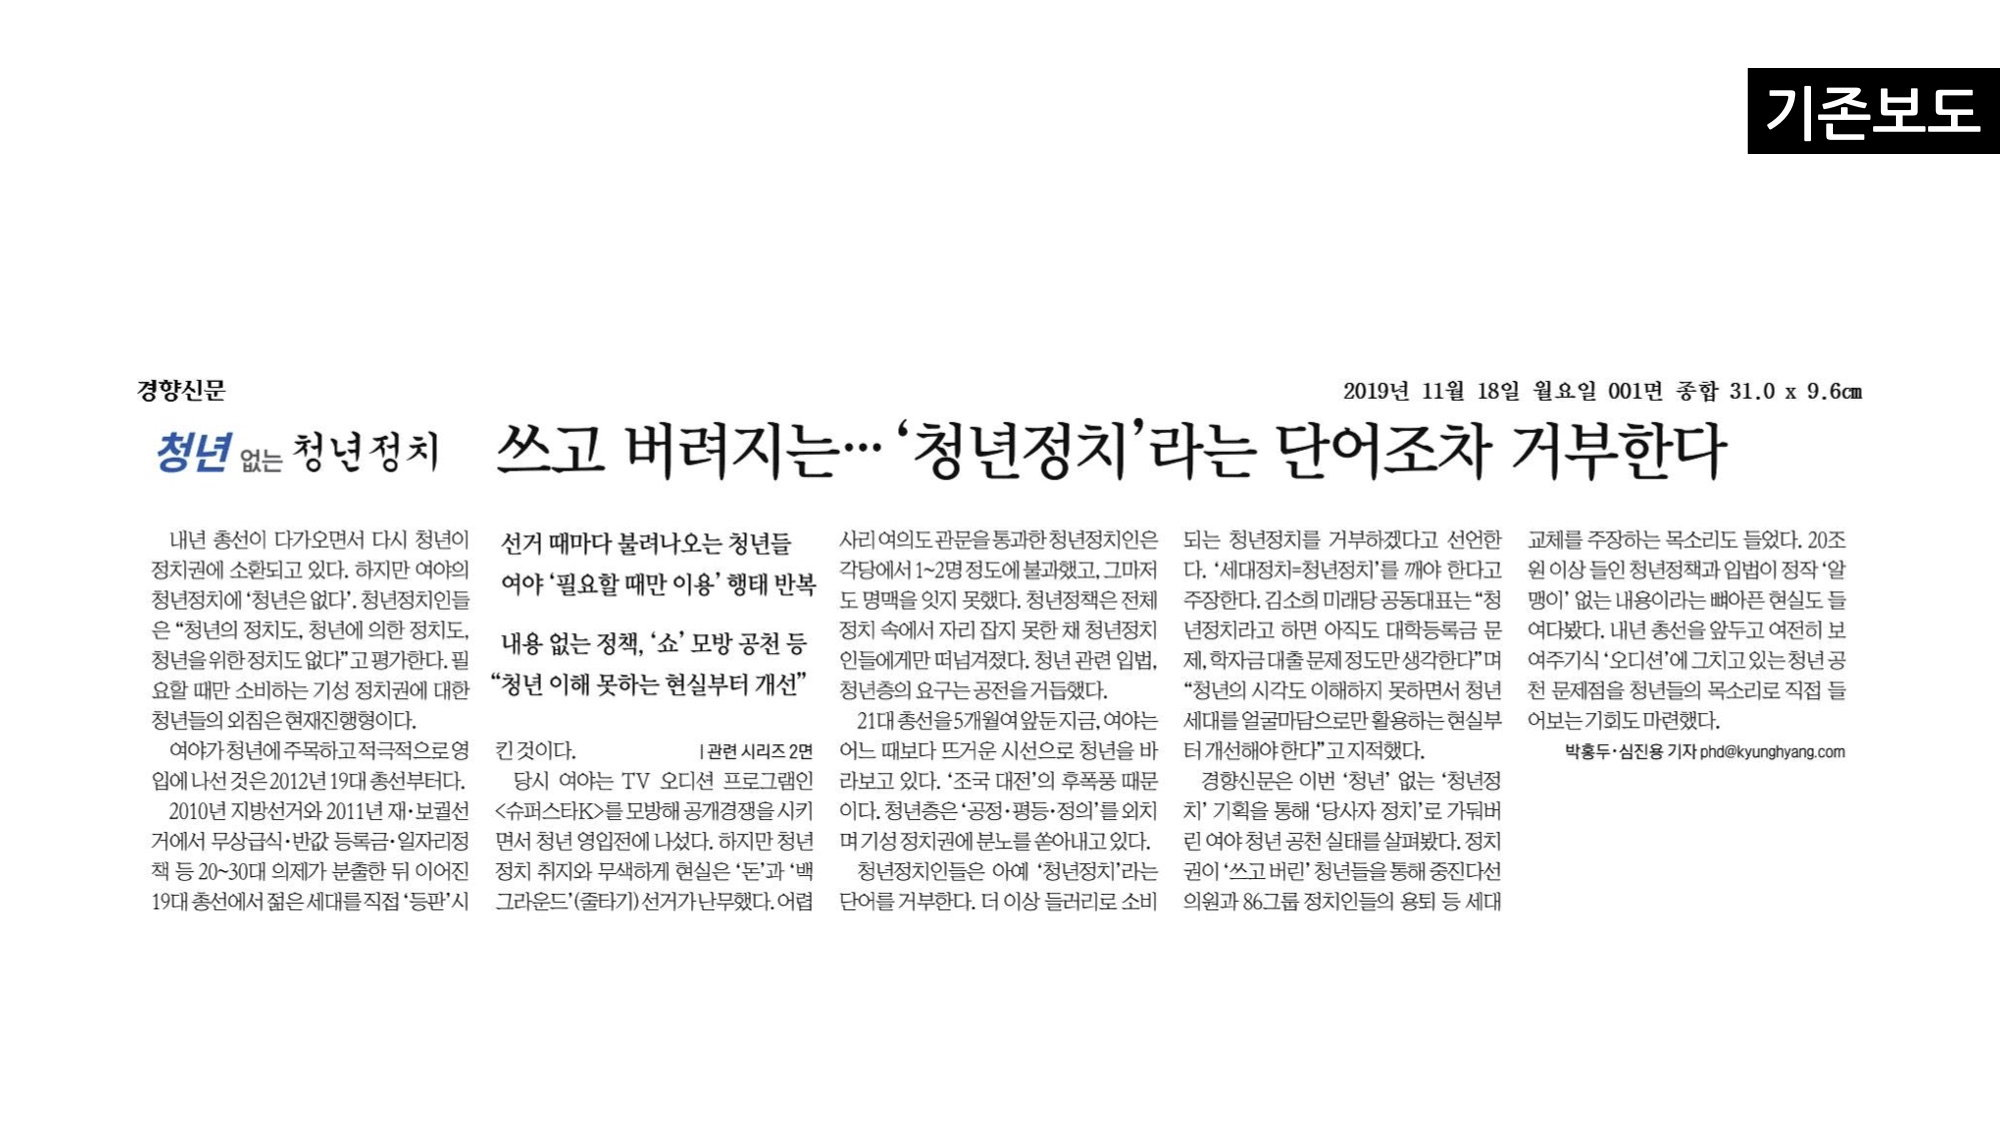 기존보도
경향신문
2019년 11월 18일 월요일 001면 종합 31.0 x 9.6㎝
청년 없는 청년정치
쓰고 버려지는… ‘청년정치’라는 단어조차 거부한다
내년 총선이 다가오면서 다시 청년이
정치권에 소환되고 있다. 하지만 여야의
청년정치에 ‘청년은 없다’. 청년정치인들
은 “청년의 정치도, 청년에 의한 정치도,
청년을 위한 정치도 없다”고 평가한다. 필
요할 때만 소비하는 기성 정치권에 대한
청년들의 외침은 현재진행형이다.
여야가 청년에 주목하고 적극적으로 영
입에 나선 것은 2012년 19대 총선부터다.
2010년 지방선거와 2011년 재·보궐선
거에서 무상급식·반값 등록금·일자리정
책 등 20~30대 의제가 분출한 뒤 이어진
19대 총선에서 젊은 세대를 직접 ‘등판’시
선거 때마다 불려나오는 청년들
여야 ‘필요할 때만 이용’ 행태 반복
내용 없는 정책, ‘쇼’ 모방 공천 등
“청년 이해 못하는 현실부터 개선”
킨 것이다. | 관련 시리즈 2면
당시 여야는 TV 오디션 프로그램인
<슈퍼스타K>를 모방해 공개경쟁을 시키
면서 청년 영입전에 나섰다. 하지만 청년
정치 취지와 무색하게 현실은 ‘돈’과 ‘백
그라운드’(줄타기) 선거가 난무했다. 어렵
사리 여의도 관문을 통과한 청년정치인은
각당에서 1~2명 정도에 불과했고, 그마저
도 명맥을 잇지 못했다. 청년정책은 전체
정치 속에서 자리 잡지 못한 채 청년정치
인들에게만 떠넘겨졌다. 청년 관련 입법,
청년층의 요구는 공전을 거듭했다.
21대 총선을 5개월여 앞둔 지금, 여야는
어느 때보다 뜨거운 시선으로 청년을 바
라보고 있다. ‘조국 대전’의 후폭풍 때문
이다. 청년층은 ‘공정·평등·정의’를 외치
며 기성 정치권에 분노를 쏟아내고 있다.
청년정치인들은 아예 ‘청년정치’라는
단어를 거부한다. 더 이상 들러리로 소비
되는 청년정치를 거부하겠다고 선언한
다. ‘세대정치=청년정치’를 깨야 한다고
주장한다. 김소희 미래당 공동대표는 “청
년정치라고 하면 아직도 대학등록금 문
제, 학자금 대출 문제 정도만 생각한다”며
“청년의 시각도 이해하지 못하면서 청년
세대를 얼굴마담으로만 활용하는 현실부
터 개선해야 한다”고 지적했다.
경향신문은 이번 ‘청년’ 없는 ‘청년정
치’ 기획을 통해 ‘당사자 정치’로 가둬버
린 여야 청년 공천 실태를 살펴봤다. 정치
권이 ‘쓰고 버린’ 청년들을 통해 중진다선
의원과 86그룹 정치인들의 용퇴 등 세대
교체를 주장하는 목소리도 들었다. 20조
원 이상 들인 청년정책과 입법이 정작 ‘알
맹이’ 없는 내용이라는 뼈아픈 현실도 들
여다봤다. 내년 총선을 앞두고 여전히 보
여주기식 ‘오디션’에 그치고 있는 청년 공
천 문제점을 청년들의 목소리로 직접 들
어보는 기회도 마련했다.
박홍두·심진용 기자 phd@kyunghyang.com